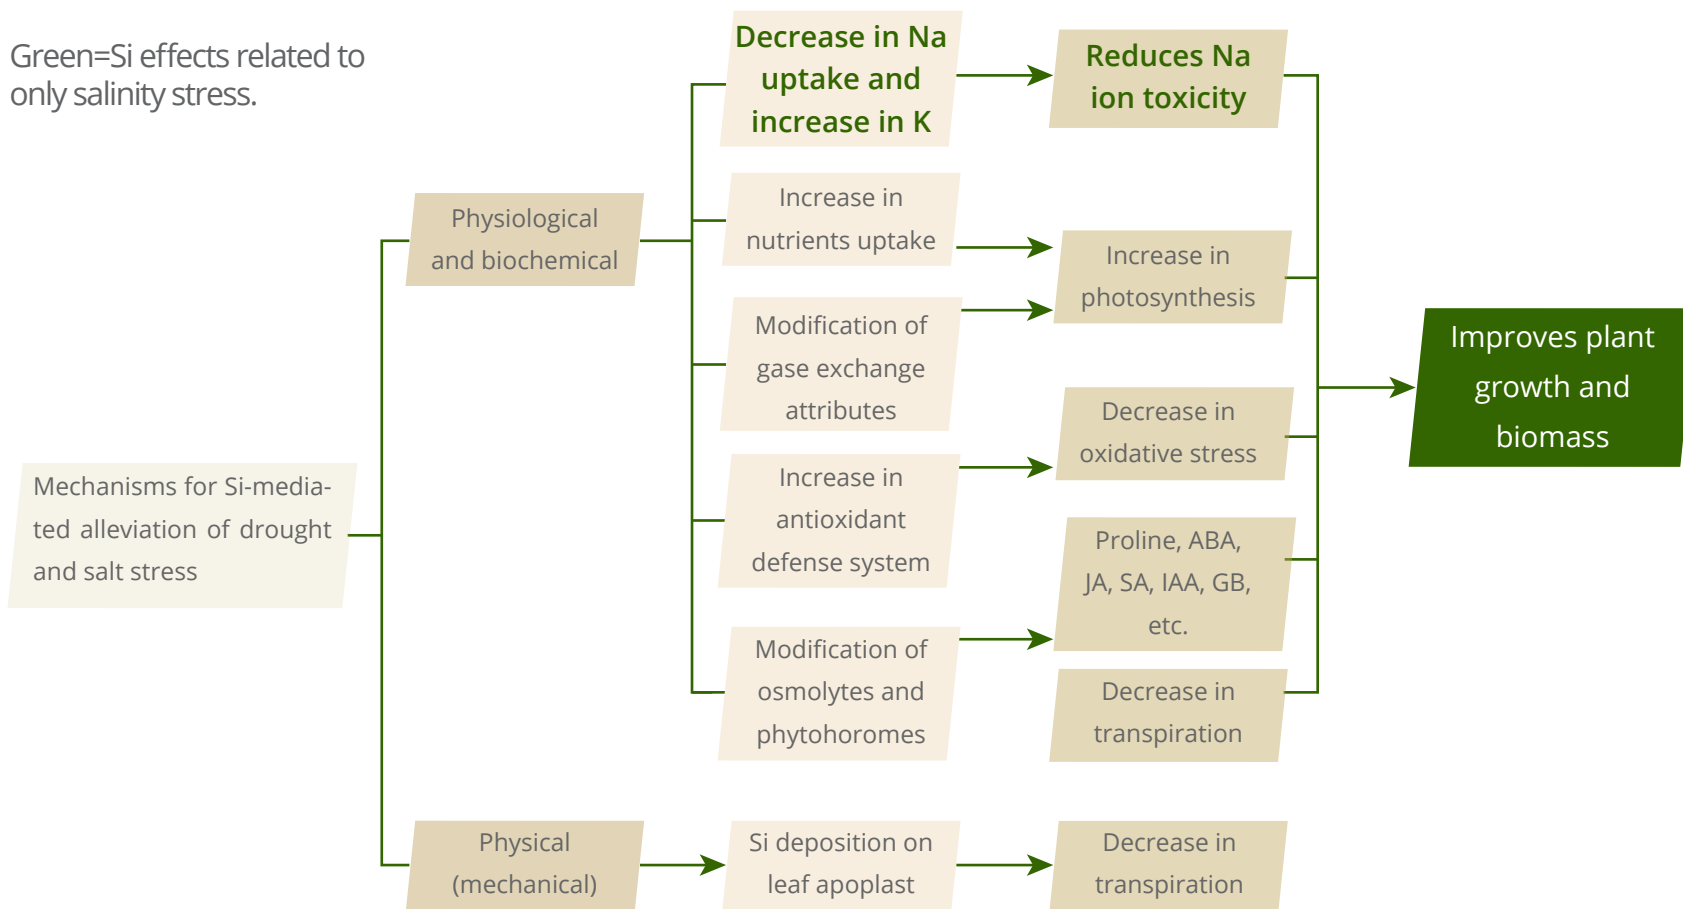 Green=Si effects related to
only salinity stress.
Decrease in Na
uptake and
increase in K
Reduces Na
ion toxicity
Physiological
and biochemical
Increase in
nutrients uptake
Increase in
photosynthesis
Modification of
gase exchange
attributes
Improves plant
growth and
biomass
Decrease in
oxidative stress
Mechanisms for Si-media-
ted alleviation of drought
and salt stress
Increase in
antioxidant
defense system
Proline, ABA,
JA, SA, IAA, GB,
etc.
Modification of
osmolytes and
phytohoromes
Decrease in
transpiration
Physical
(mechanical)
Si deposition on
leaf apoplast
Decrease in
transpiration